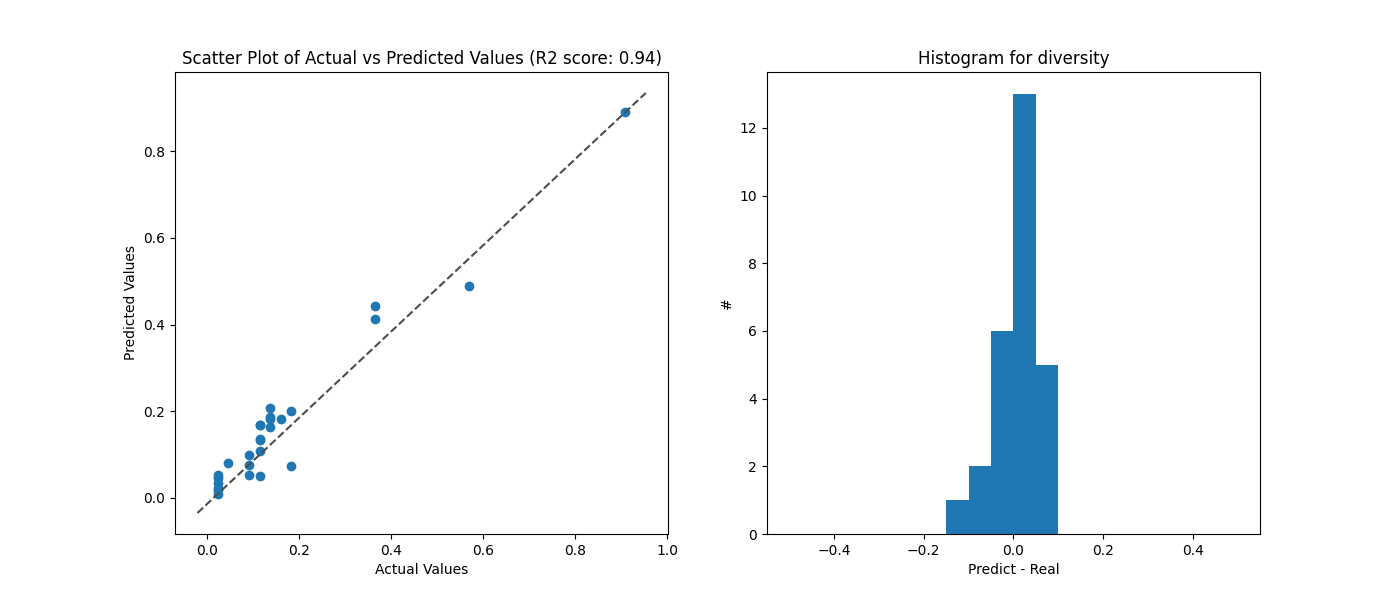 Scatter Plot of Actual vs Predicted Values (R2 score: 0.94)
Predicted Values
0.8
0.6
0.4
0.2
0.0
0.0 0.2 0.4 0.6 0.8 1.0
Actual Values
Histogram for diversity
#
12
10
8
6
4
2
0
−0.4 −0.2 0.0 0.2 0.4
Predict - Real